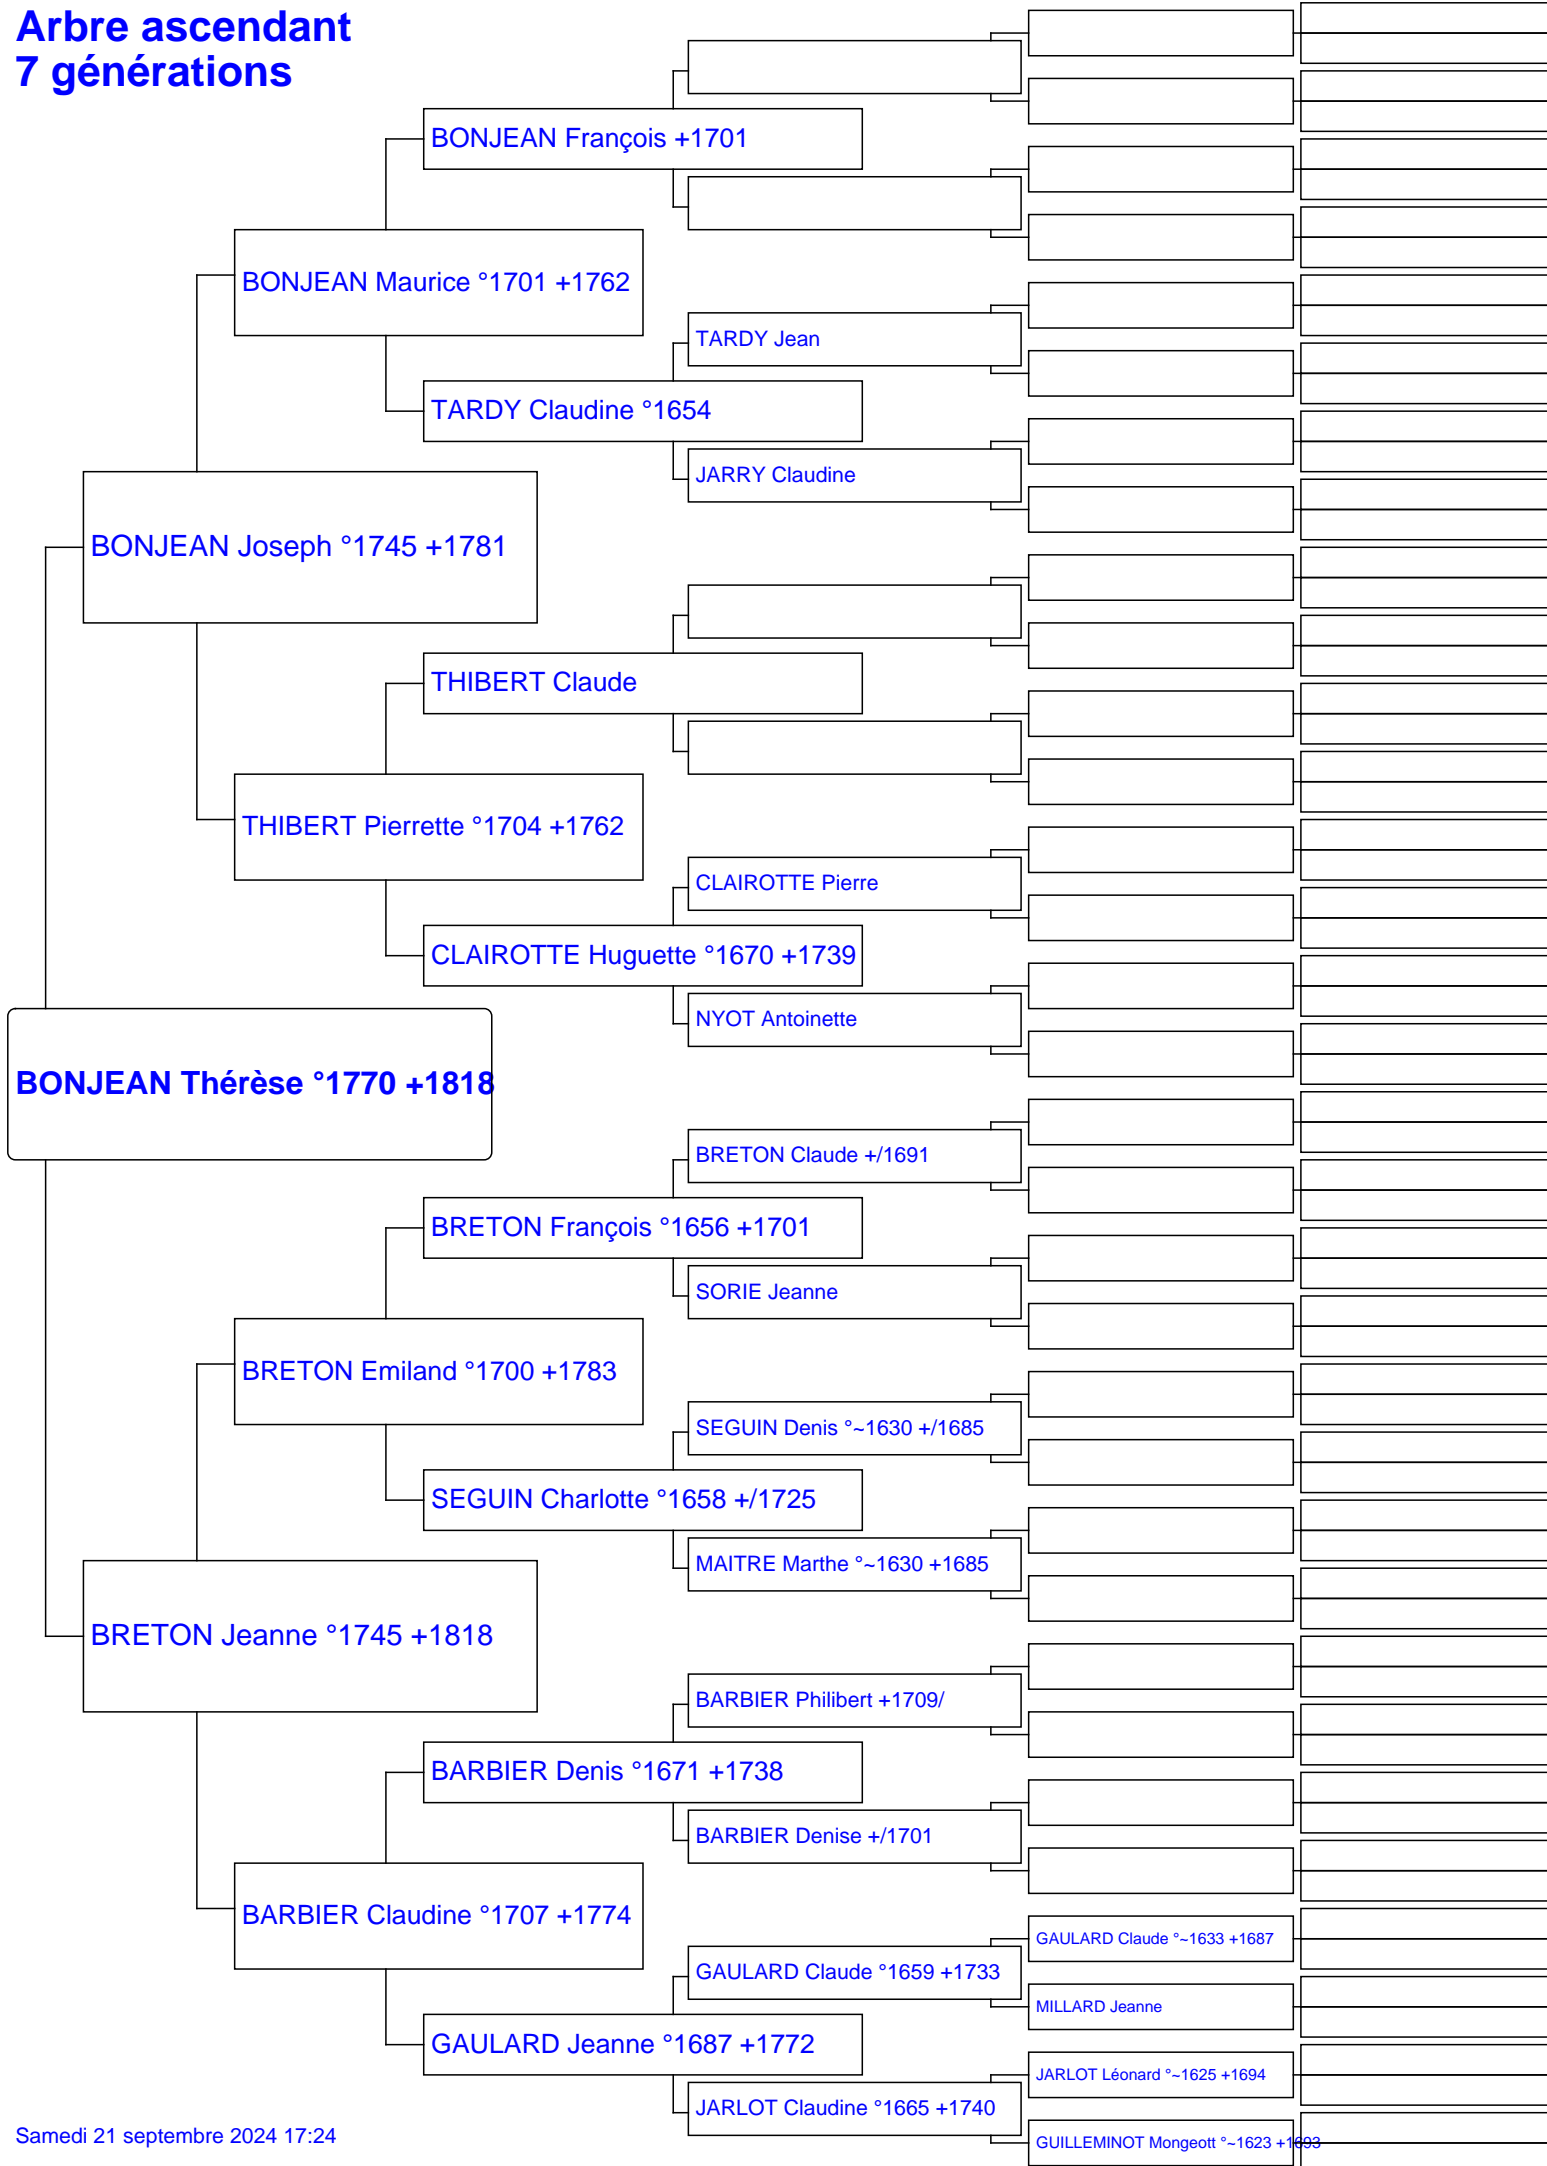 Arbre ascendant
7 générations
BONJEAN François +1701
BONJEAN Maurice °1701 +1762
TARDY Jean
TARDY Claudine °1654
JARRY Claudine
BONJEAN Joseph °1745 +1781
THIBERT Claude
THIBERT Pierrette °1704 +1762
CLAIROTTE Pierre
CLAIROTTE Huguette °1670 +1739
NYOT Antoinette
BONJEAN Thérèse °1770 +1818
BRETON Claude +/1691
BRETON François °1656 +1701
SORIE Jeanne
BRETON Emiland °1700 +1783
SEGUIN Denis °~1630 +/1685
SEGUIN Charlotte °1658 +/1725
MAITRE Marthe °~1630 +1685
BRETON Jeanne °1745 +1818
BARBIER Philibert +1709/
BARBIER Denis °1671 +1738
BARBIER Denise +/1701
BARBIER Claudine °1707 +1774
GAULARD Claude °~1633 +1687
GAULARD Claude °1659 +1733
MILLARD Jeanne
GAULARD Jeanne °1687 +1772
JARLOT Léonard °~1625 +1694
JARLOT Claudine °1665 +1740
GUILLEMINOT Mongeott °~1623 +1693
Samedi 21 septembre 2024 17:24